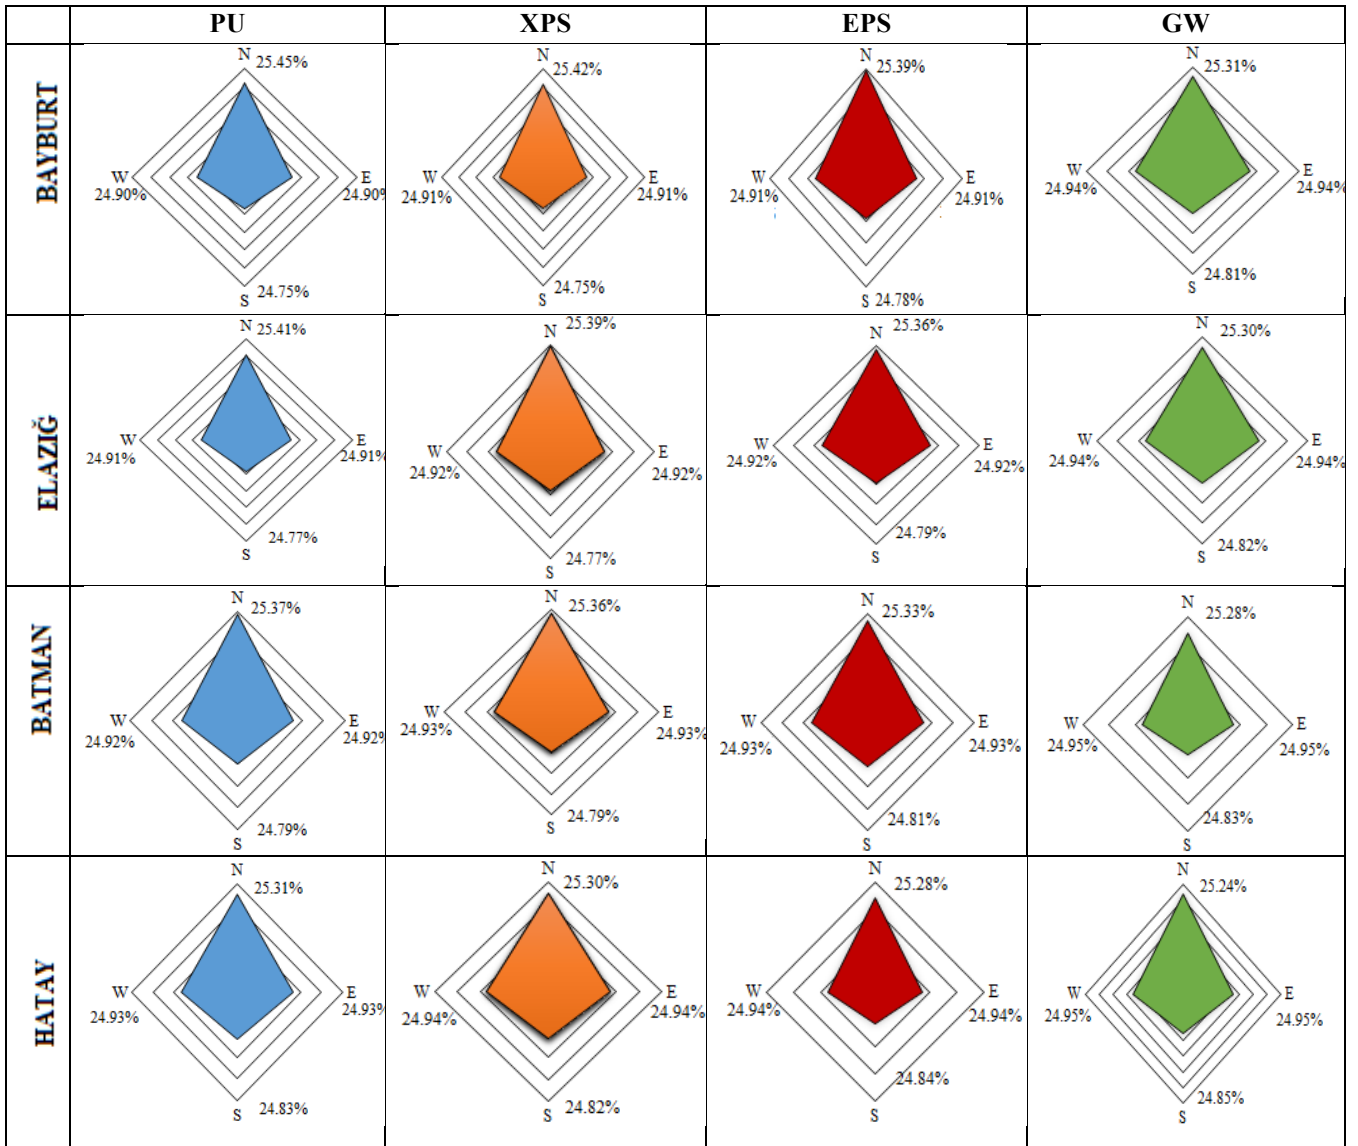 PU XPS EPS GW
BAYBURT
N 25.45%
W 24.90%
E 24.90%
S 24.75%
N 25.42%
W 24.91%
E 24.91%
S 24.75%
N 25.39%
W 24.91%
E 24.91%
S 24.78%
N 25.31%
W 24.94%
E 24.94%
S 24.81%
ELAZIĞ
N 25.41%
W 24.91%
E 24.91%
S 24.77%
N 25.39%
W 24.92%
E 24.92%
S 24.77%
N 25.36%
W 24.92%
E 24.92%
S 24.79%
N 25.30%
W 24.94%
E 24.94%
S 24.82%
BATMAN
N 25.37%
W 24.92%
E 24.92%
S 24.79%
N 25.36%
W 24.93%
E 24.93%
S 24.79%
N 25.33%
W 24.93%
E 24.93%
S 24.81%
N 25.28%
W 24.95%
E 24.95%
S 24.83%
HATAY
N 25.31%
W 24.93%
E 24.93%
S 24.83%
N 25.30%
W 24.94%
E 24.94%
S 24.82%
N 25.28%
W 24.94%
E 24.94%
S 24.84%
N 25.24%
W 24.95%
E 24.95%
S 24.85%